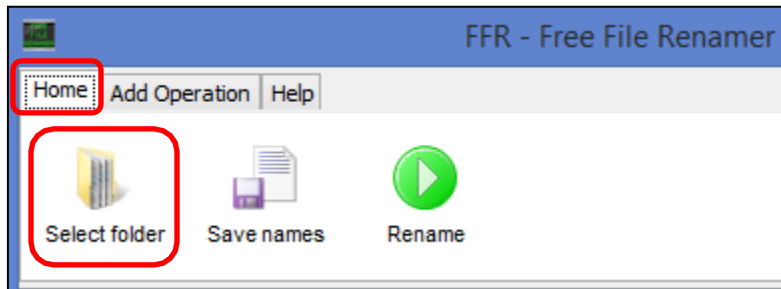 FFR - Free File Renamer
Home Add Operation Help
Select folder Save names Rename